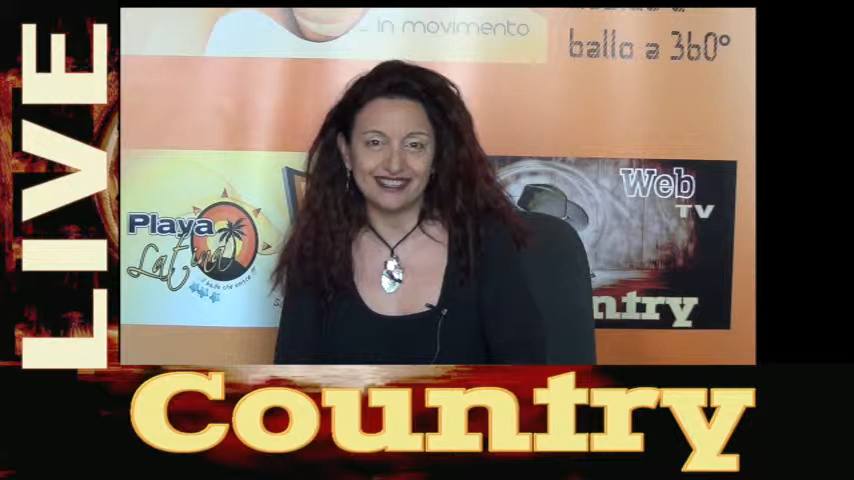 LIVE
in movimento
ballo a 360°
Playa
Latina
Web
TV
ntry
Country